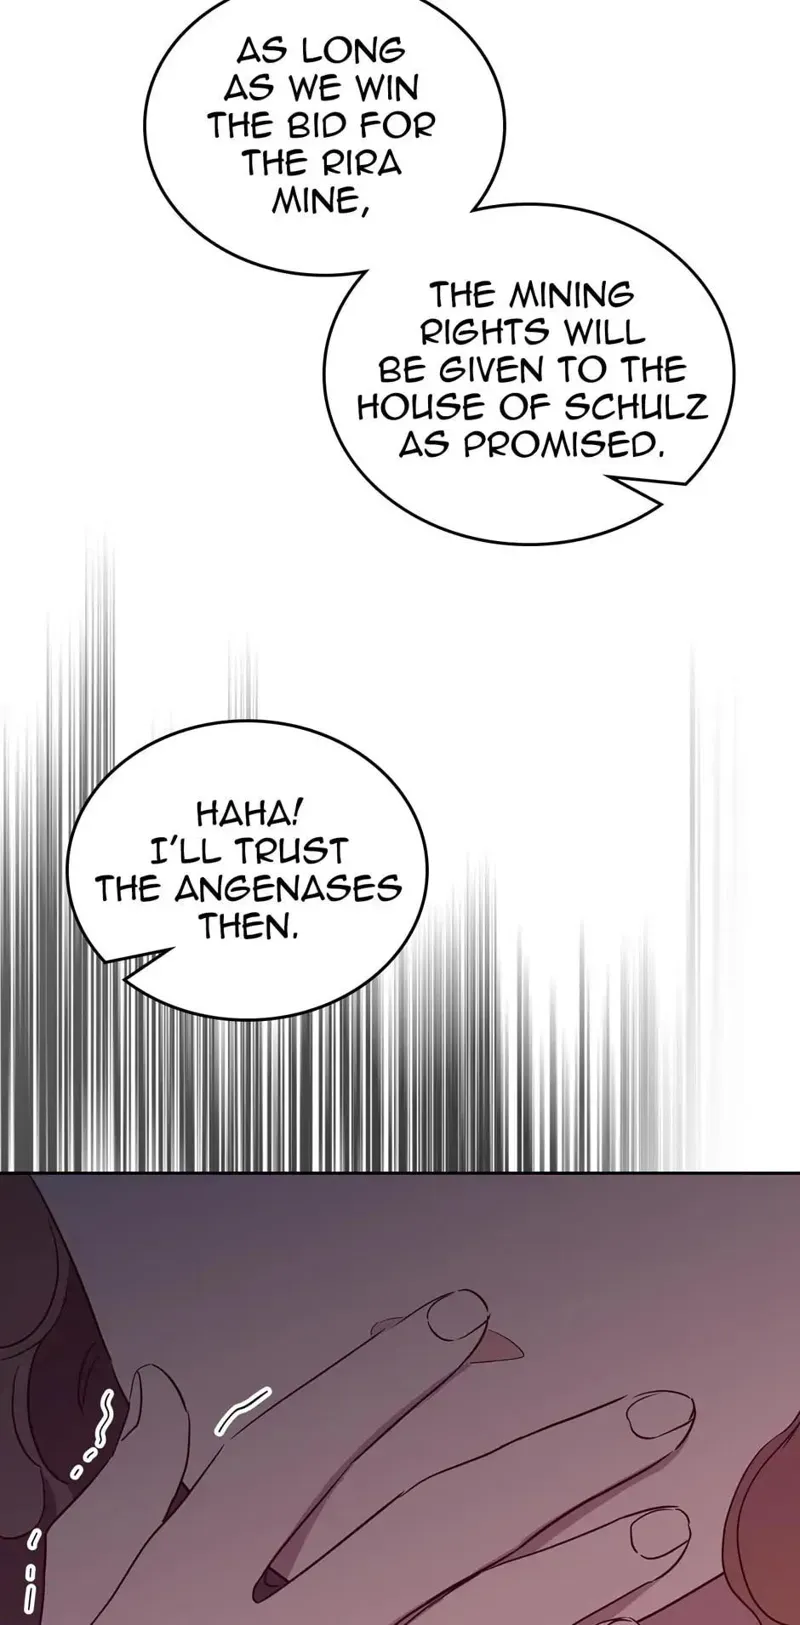 AS LONG
AS WE WIN
THE BID FOR
THE RIRA
MINE,
THE MINING
RIGHTS WILL
BE GIVEN TO THE
HOUSE OF SCHULZ
AS PROMISED.
HAHA!
I'LL TRUST
THE ANGENASES
THEN.